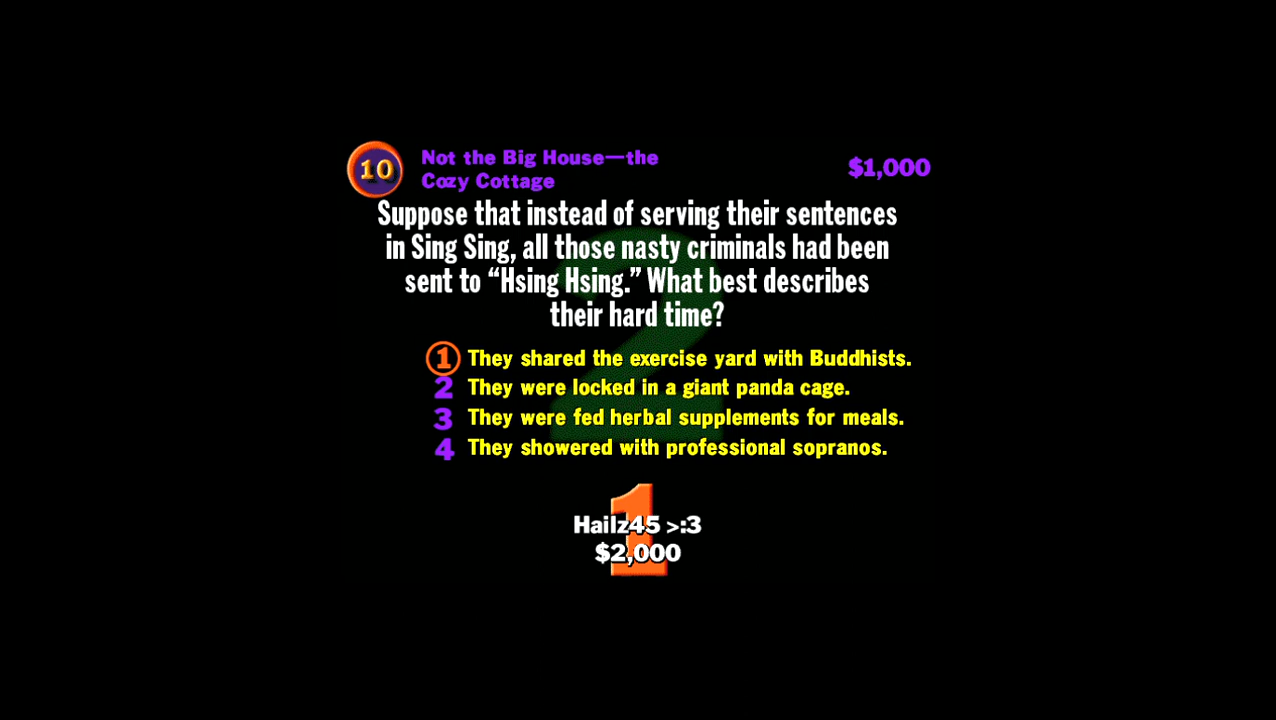 10
Not the Big House—the
Cozy Cottage
$1,000
Suppose that instead of serving their sentences
in Sing Sing, all those nasty criminals had been
sent to “Hsing Hsing.” What best describes
their hard time?
2
1 They shared the exercise yard with Buddhists.
2 They were locked in a giant panda cage.
3 They were fed herbal supplements for meals.
4 They showered with professional sopranos.
1
Hailz45 >:3
$2,000